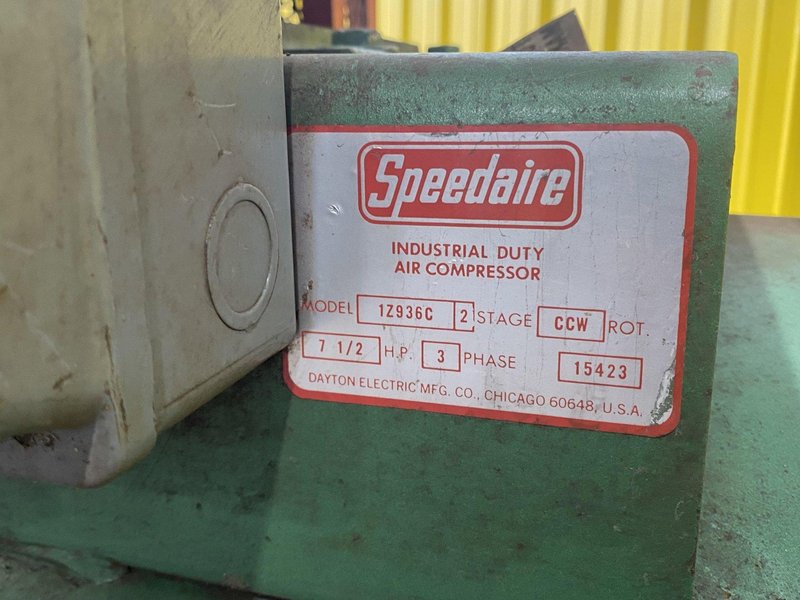 Speedaire
INDUSTRIAL DUTY
AIR COMPRESSOR
MODEL 1Z936C 2 STAGE CCW ROT.
7 1/2 H.P. 3 PHASE 15423
DAYTON ELECTRIC MFG. CO., CHICAGO 60648, U.S.A.